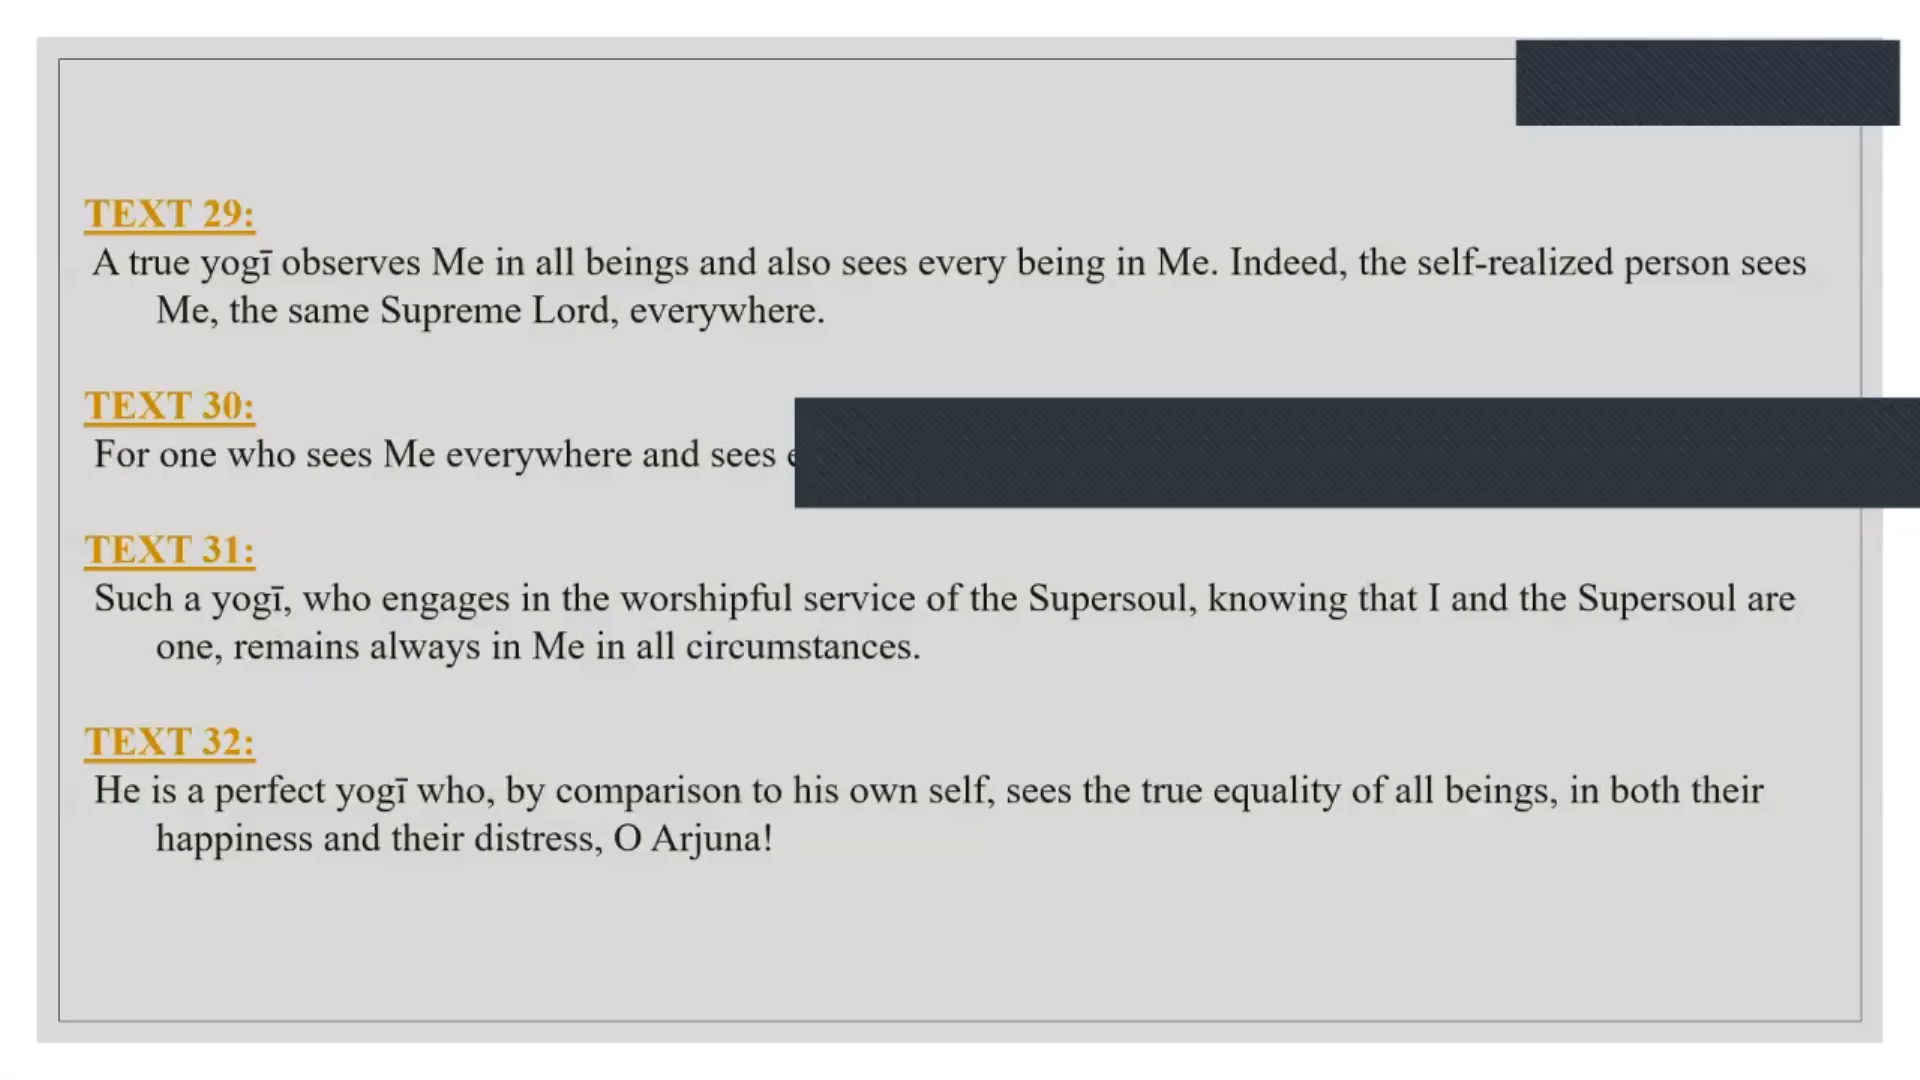 TEXT 29:
A true yogī observes Me in all beings and also sees every being in Me. Indeed, the self-realized person sees
Me, the same Supreme Lord, everywhere.
TEXT 30:
For one who sees Me everywhere and sees
TEXT 31:
Such a yogī, who engages in the worshipful service of the Supersoul, knowing that I and the Supersoul are
one, remains always in Me in all circumstances.
TEXT 32:
He is a perfect yogī who, by comparison to his own self, sees the true equality of all beings, in both their
happiness and their distress, O Arjuna!